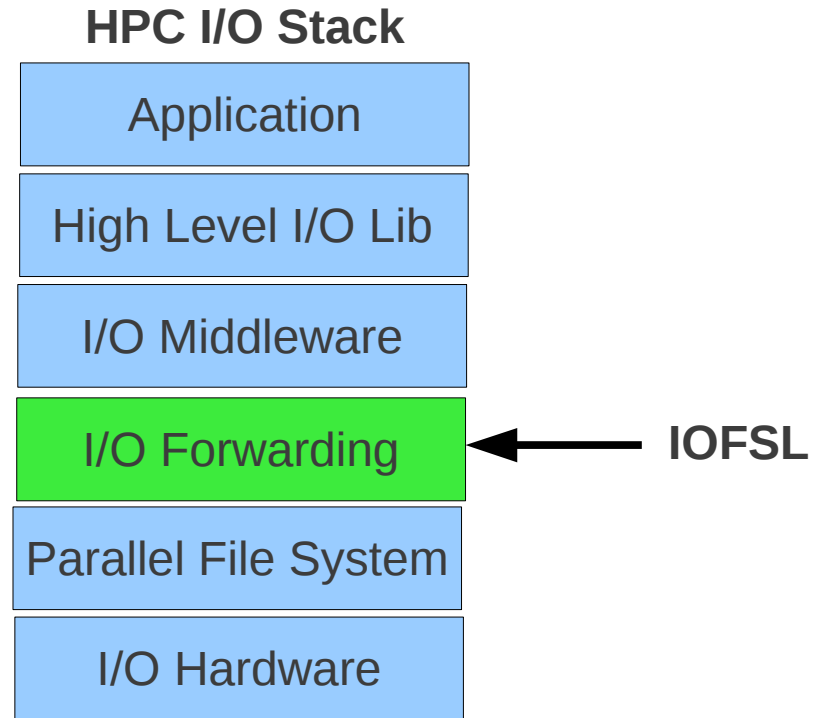 HPC I/O Stack
Application
High Level I/O Lib
I/O Middleware
I/O Forwarding
IOFSL
Parallel File System
I/O Hardware